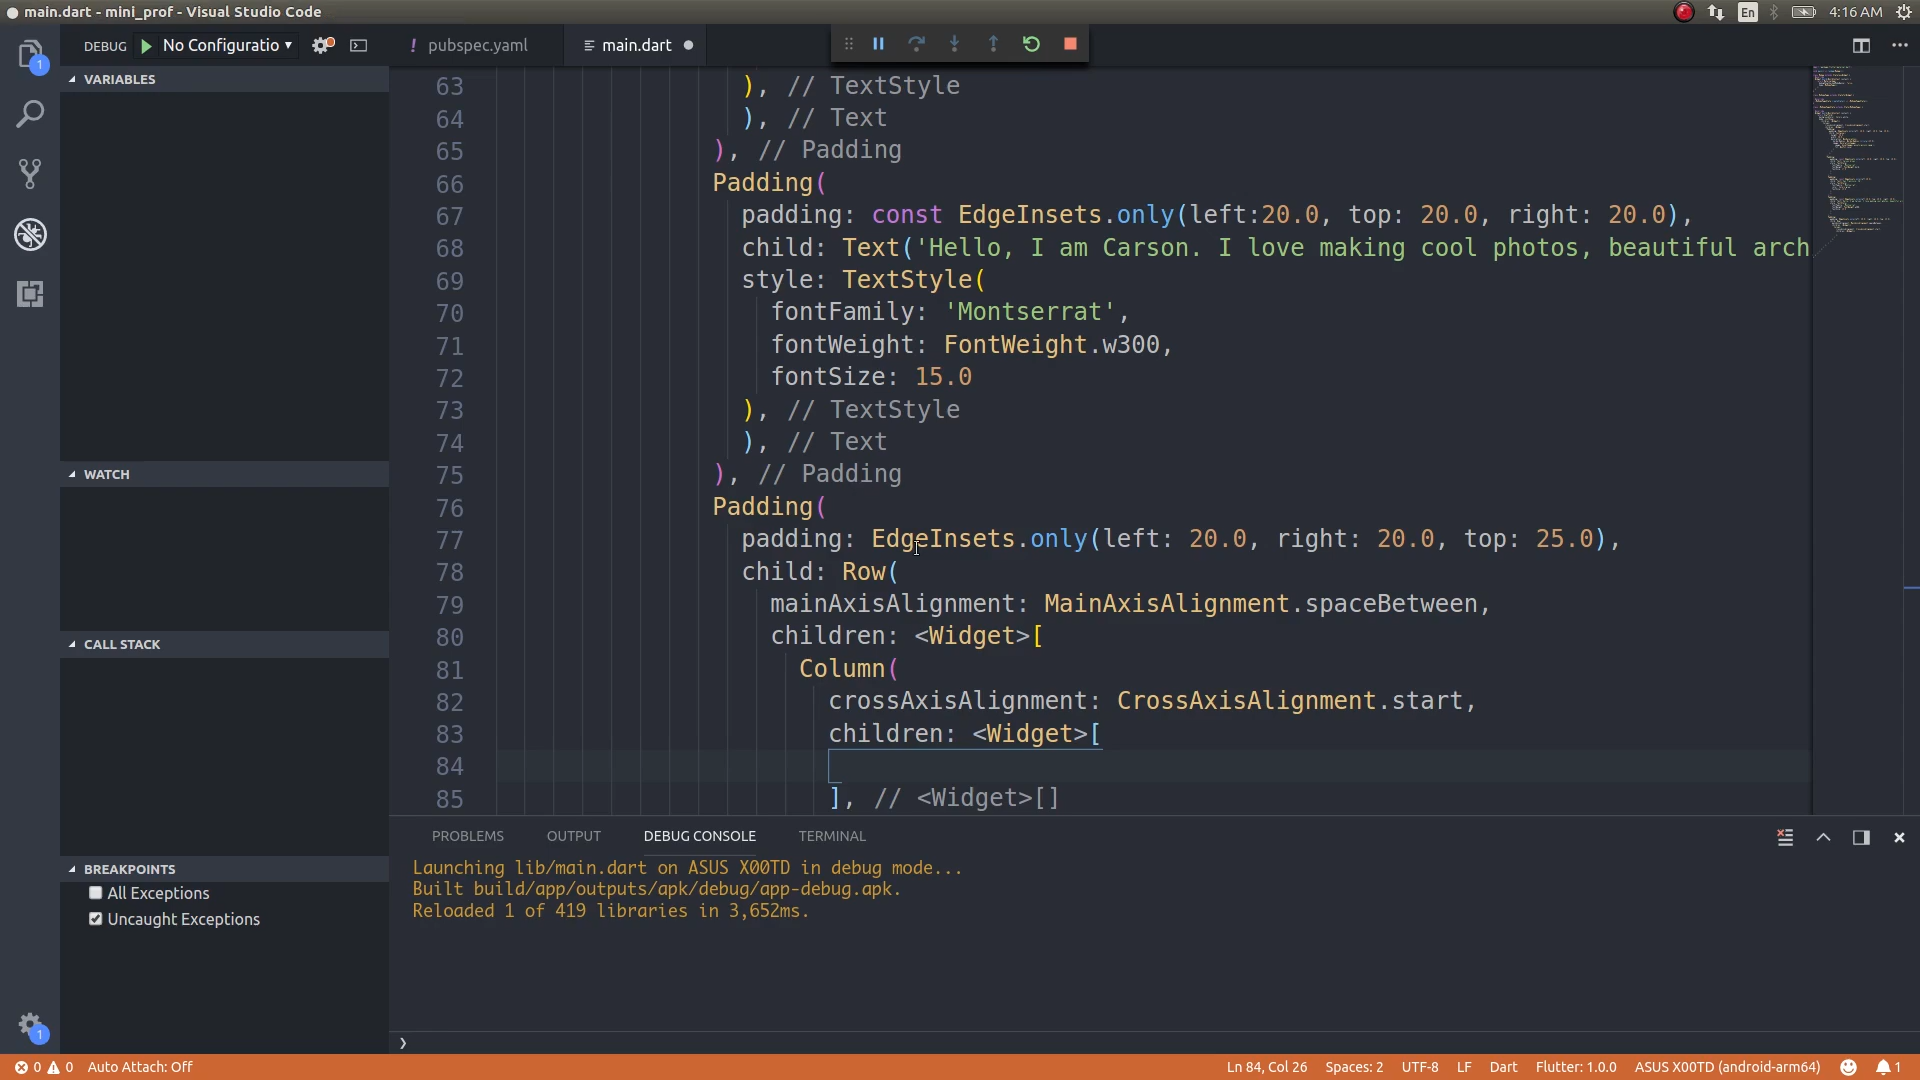 main.dart - mini_prof - Visual Studio Code
En
4:16 AM
1
DEBUG
No Configuratio
pubspec.yaml
main.dart
VARIABLES
WATCH
CALL STACK
BREAKPOINTS
All Exceptions
Uncaught Exceptions
1
63 ), // TextStyle
64 ), // Text
65 ), // Padding
66 Padding(
67 padding: const EdgeInsets.only(left:20.0, top: 20.0, right: 20.0),
68 child: Text('Hello, I am Carson. I love making cool photos, beautiful arch
69 style: TextStyle(
70 fontFamily: 'Montserrat',
71 fontWeight: FontWeight.w300,
72 fontSize: 15.0
73 ), // TextStyle
74 ), // Text
75 ), // Padding
76 Padding(
77 padding: EdgeInsets.only(left: 20.0, right: 20.0, top: 25.0),
78 child: Row(
79 mainAxisAlignment: MainAxisAlignment.spaceBetween,
80 children: <Widget>[
81 Column(
82 crossAxisAlignment: CrossAxisAlignment.start,
83 children: <Widget>[
84
85 ], // <Widget>[]
PROBLEMS OUTPUT DEBUG CONSOLE TERMINAL
Launching lib/main.dart on ASUS X00TD in debug mode...
Built build/app/outputs/apk/debug/app-debug.apk.
Reloaded 1 of 419 libraries in 3,652ms.
0 0 Auto Attach: Off
Ln 84, Col 26 Spaces: 2 UTF-8 LF Dart Flutter: 1.0.0 ASUS X00TD (android-arm64) 1